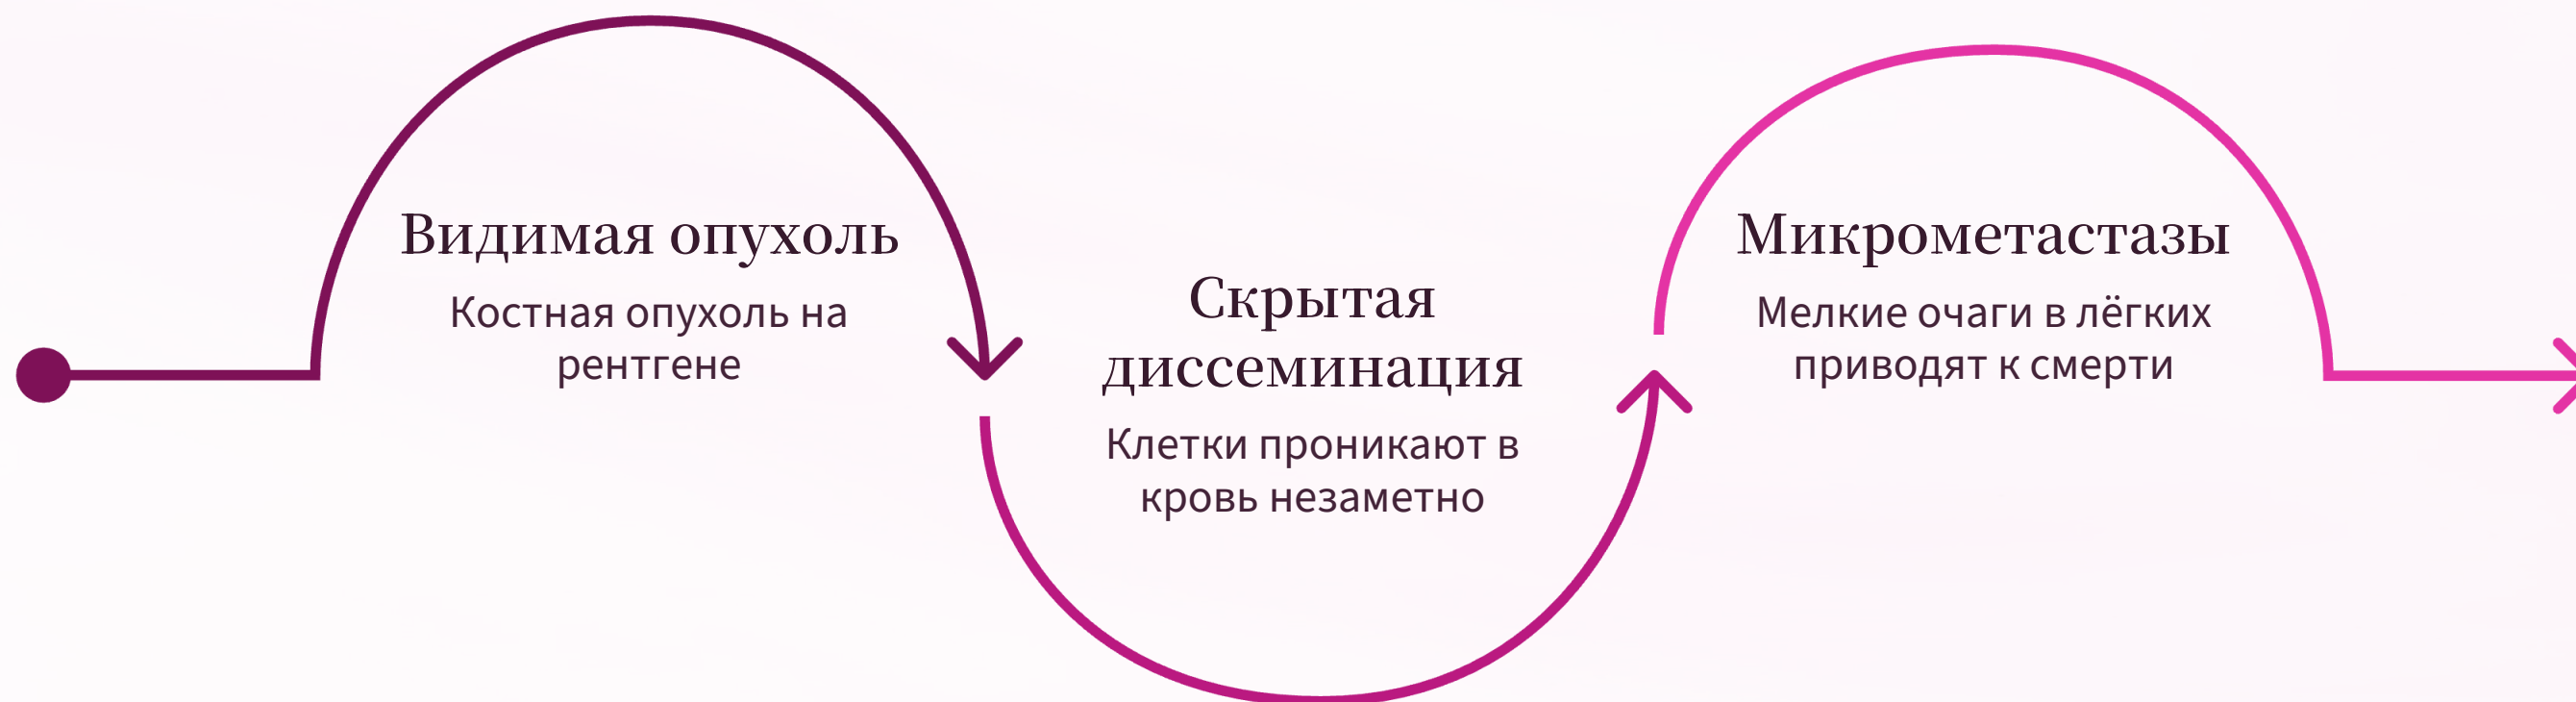 Видимая опухоль
Костная опухоль на
рентгене
Скрытая
диссеминация
Клетки проникают в
кровь незаметно
Микрометастазы
Мелкие очаги в лёгких
приводят к смерти